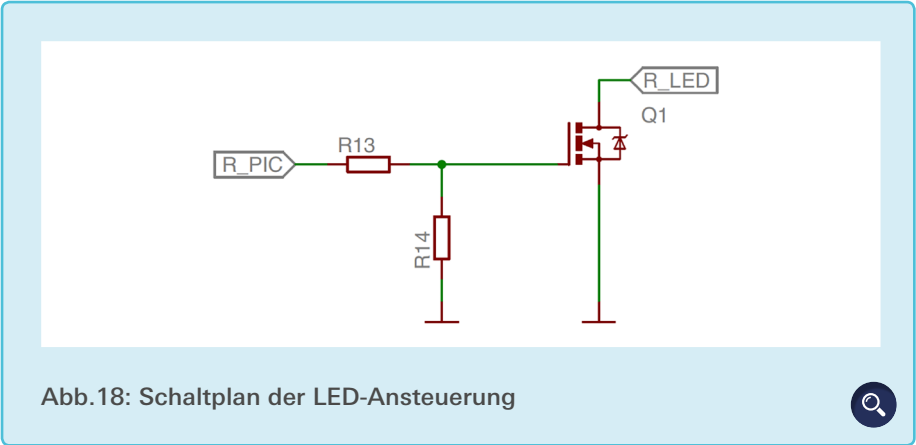 R_LED
Q1
R13
R_PIC
R14
Abb.18: Schaltplan der LED-Ansteuerung